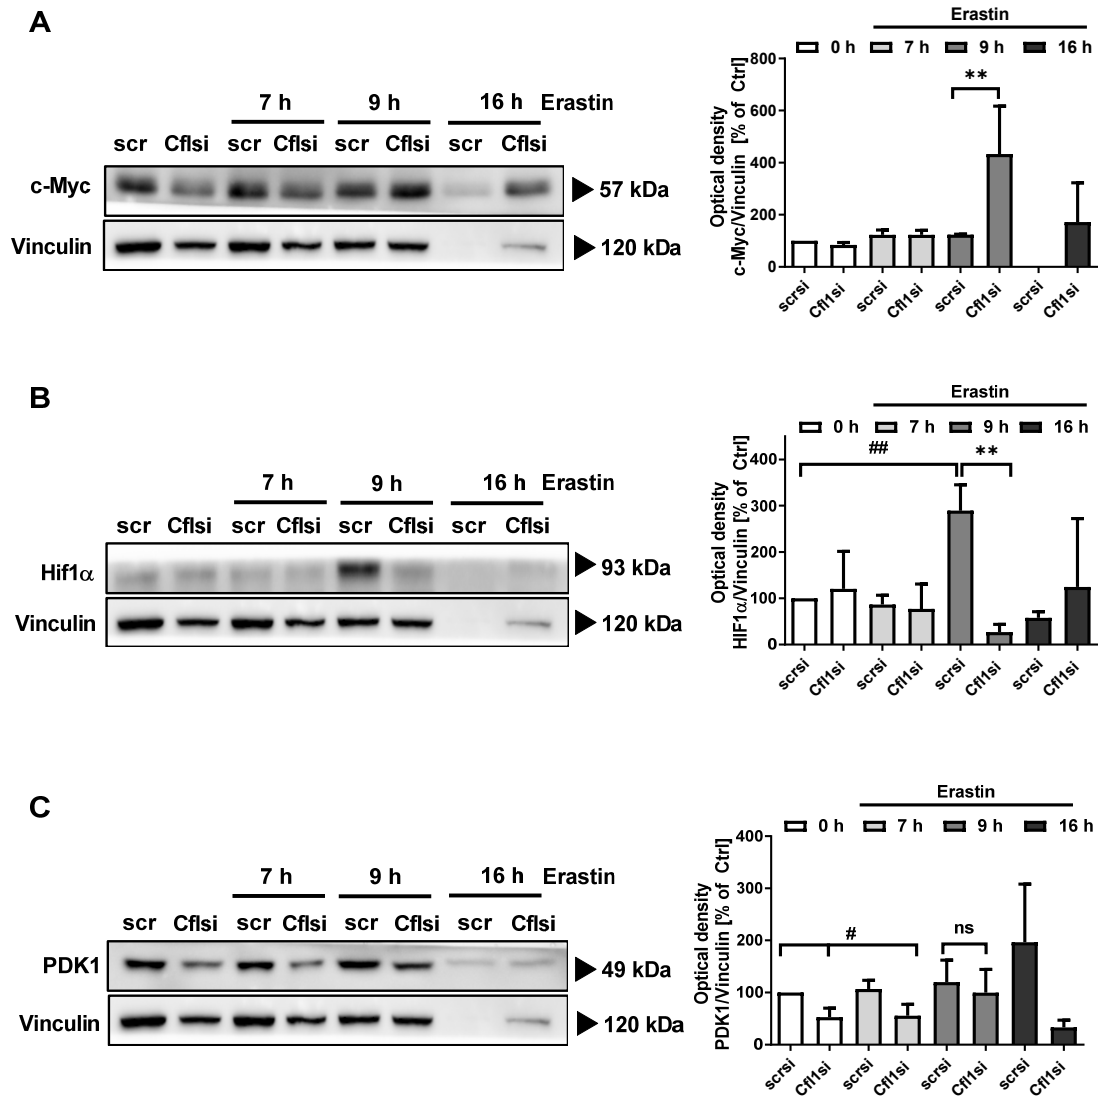 A
7 h 9 h 16 h Erastin
scr Cflsi scr Cflsi scr Cflsi scr Cflsi
c-Myc 57 kDa
Vinculin 120 kDa
Erastin
0 h 7 h 9 h 16 h
Optical density
c-Myc/Vinculin [% of Ctrl]
800
600
400
200
0
**
scrsi Cfl1si scrsi Cfl1si scrsi Cfl1si scrsi Cfl1si
B
7 h 9 h 16 h Erastin
scr Cflsi scr Cflsi scr Cflsi scr Cflsi
Hif1α 93 kDa
Vinculin 120 kDa
Erastin
0 h 7 h 9 h 16 h
Optical density
HIF1α/Vinculin [% of Ctrl]
400
300
200
100
0
## **
scrsi Cfl1si scrsi Cfl1si scrsi Cfl1si scrsi Cfl1si
C
7 h 9 h 16 h Erastin
scr Cflsi scr Cflsi scr Cflsi scr Cflsi
PDK1 49 kDa
Vinculin 120 kDa
Erastin
0 h 7 h 9 h 16 h
Optical density
PDK1/Vinculin [% of Ctrl]
400
300
200
100
0
# ns
scrsi Cfl1si scrsi Cfl1si scrsi Cfl1si scrsi Cfl1si